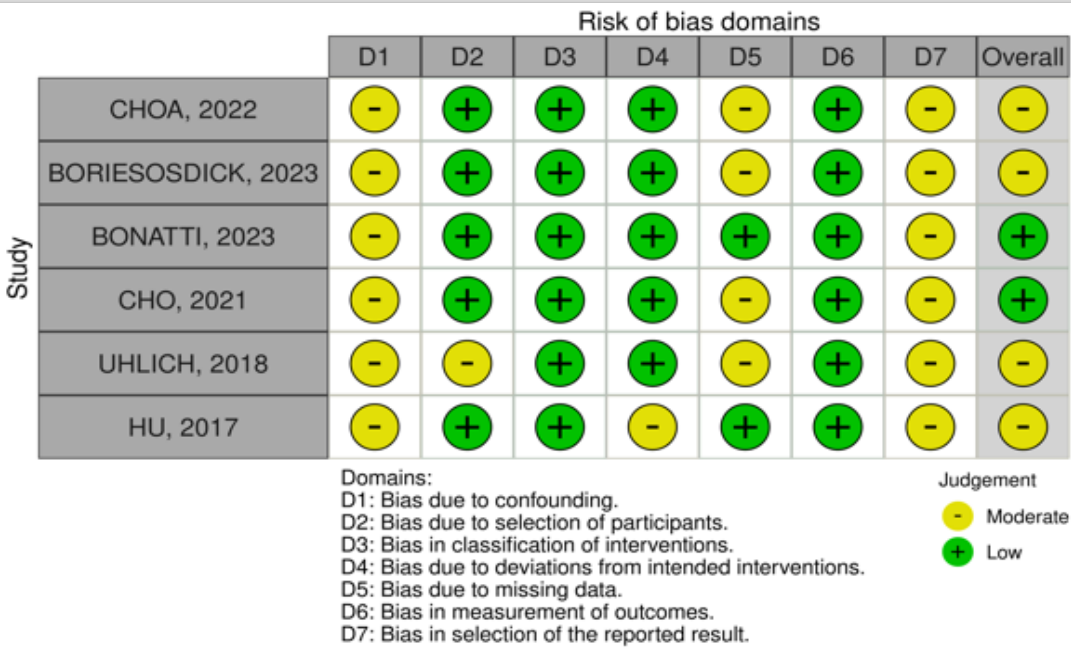 Risk of bias domains
D1 D2 D3 D4 D5 D6 D7 Overall
Study
CHOA, 2022 - + + + - + - -
BORIESOSDICK, 2023 - + + + - + - -
BONATTI, 2023 - + + + + + - +
CHO, 2021 - + + + - + - +
UHLICH, 2018 - - + + - + - -
HU, 2017 - + + - + + - -
Domains:
D1: Bias due to confounding.
D2: Bias due to selection of participants.
D3: Bias in classification of interventions.
D4: Bias due to deviations from intended interventions.
D5: Bias due to missing data.
D6: Bias in measurement of outcomes.
D7: Bias in selection of the reported result.
Judgement
- Moderate
+ Low